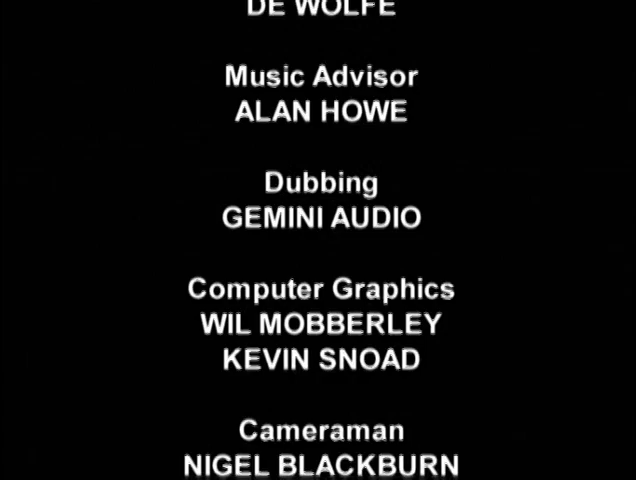 DE WOLFE
Music Advisor
ALAN HOWE
Dubbing
GEMINI AUDIO
Computer Graphics
WIL MOBBERLEY
KEVIN SNOAD
Cameraman
NIGEL BLACKBURN